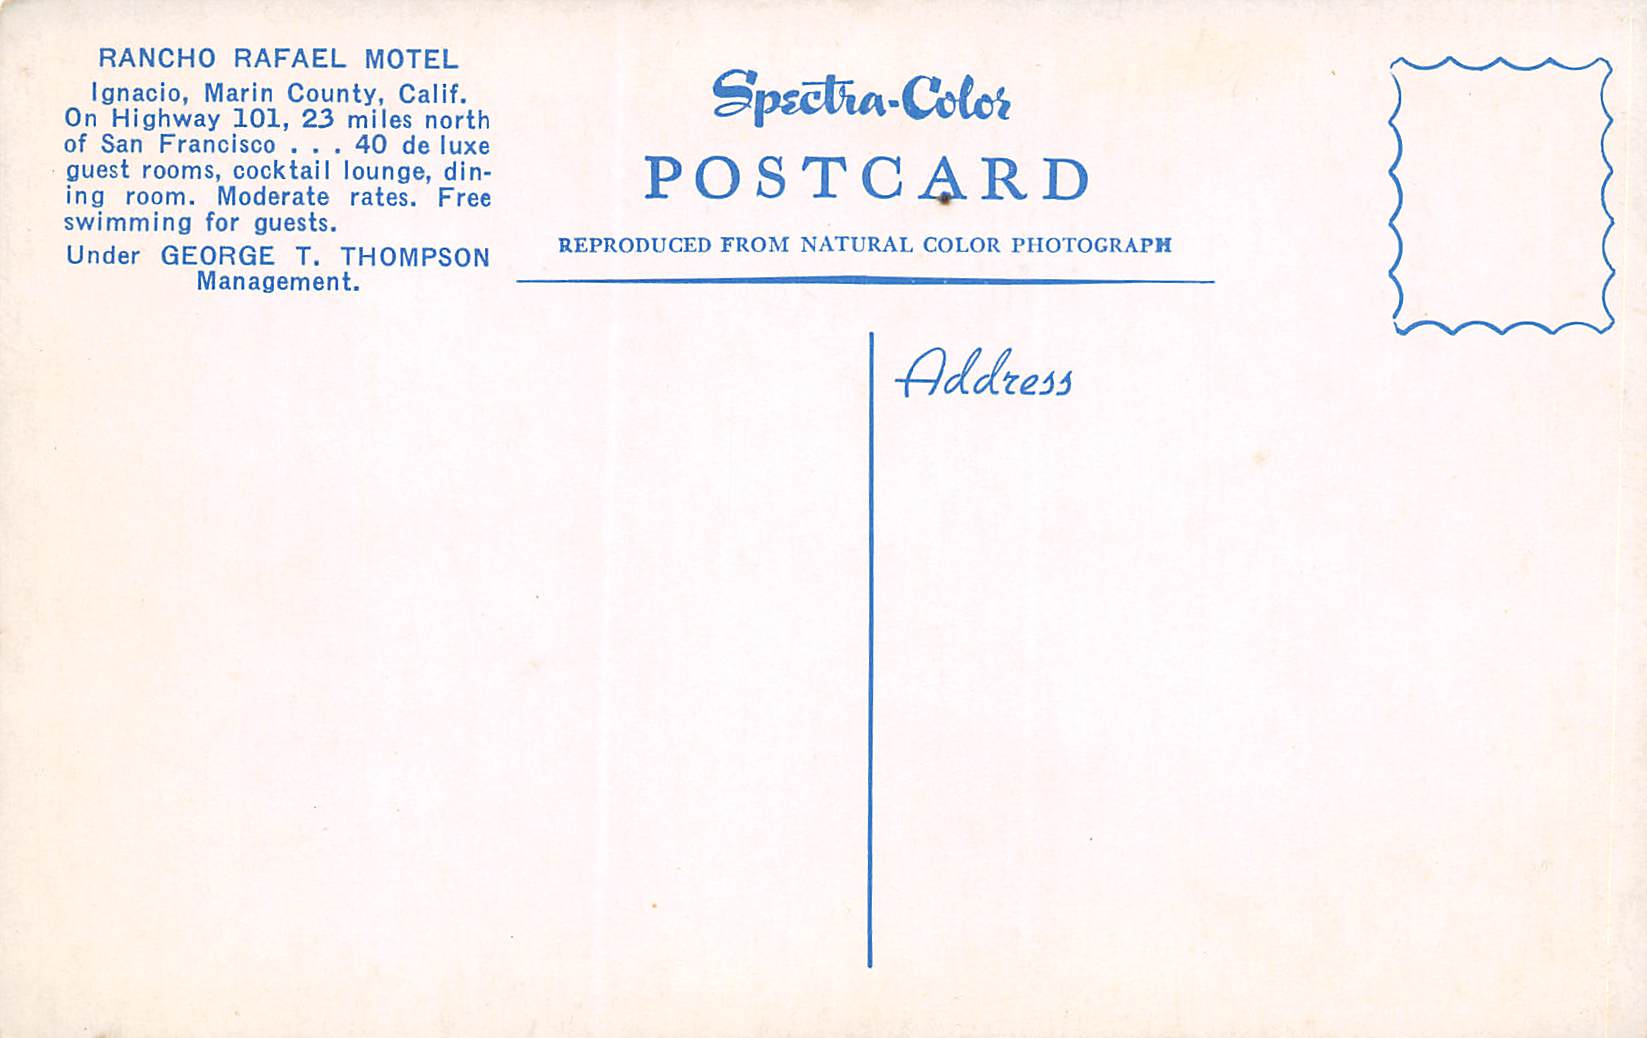 RANCHO RAFAEL MOTEL
Ignacio, Marin County, Calif.
On Highway 101, 23 miles north
of San Francisco . . . 40 de luxe
guest rooms, cocktail lounge, din-
ing room. Moderate rates. Free
swimming for guests.
Under GEORGE T. THOMPSON
Management.
Spectra-Color
POSTCARD
REPRODUCED FROM NATURAL COLOR PHOTOGRAPH
Address